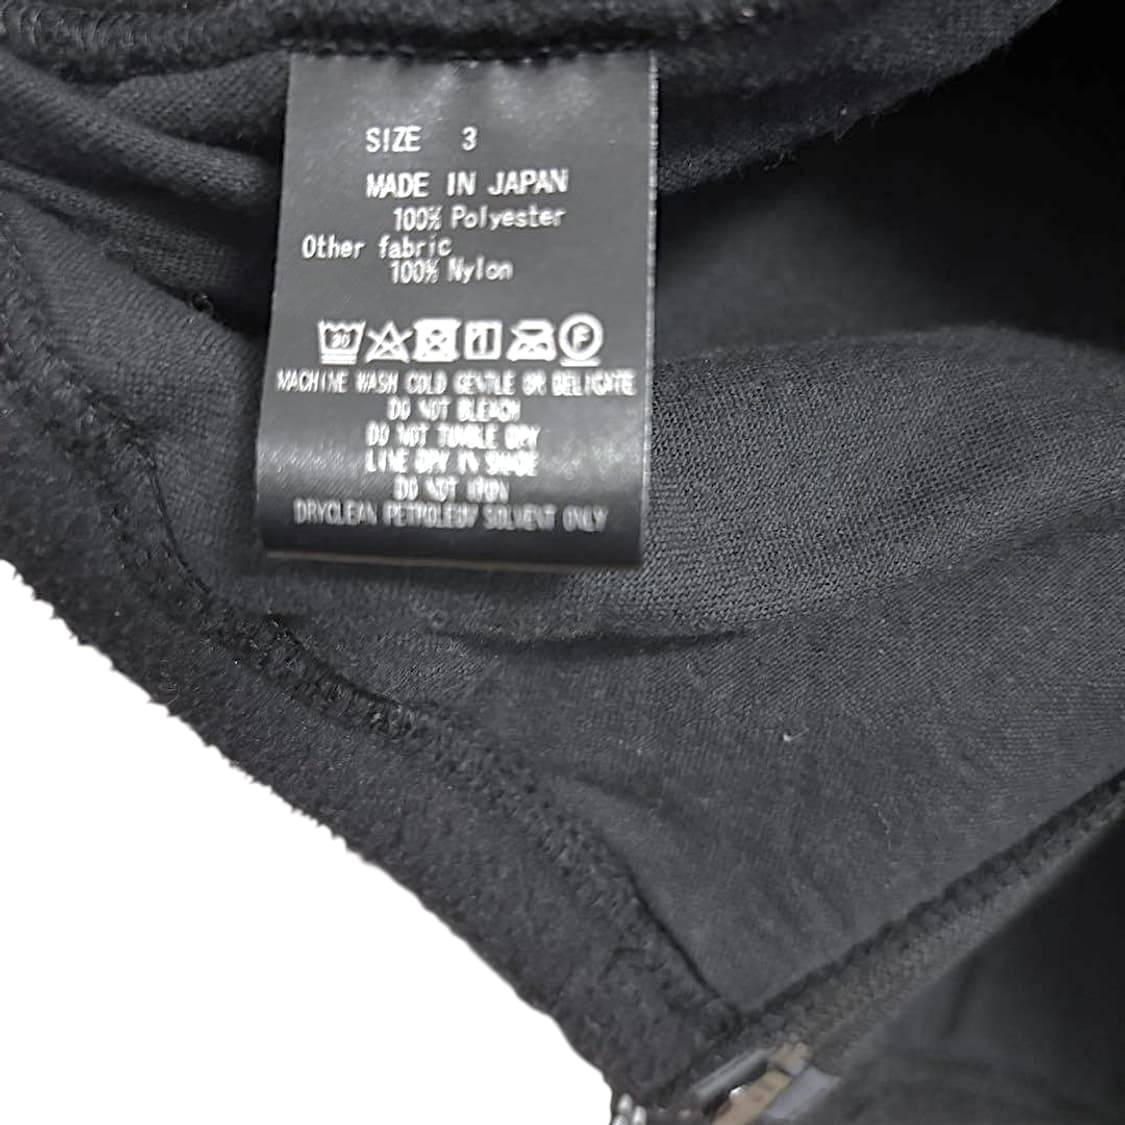 SIZE 3
MADE IN JAPAN
100% Polyester
Other fabric
100% Nylon
30 F
MACHINE WASH COLD GENTLE OR DELICATE
DO NOT BLEACH
DO NOT TUMBLE DRY
LINE DRY IN SHADE
DO NOT IRON
DRYCLEAN PETROLEUM SOLVENT ONLY